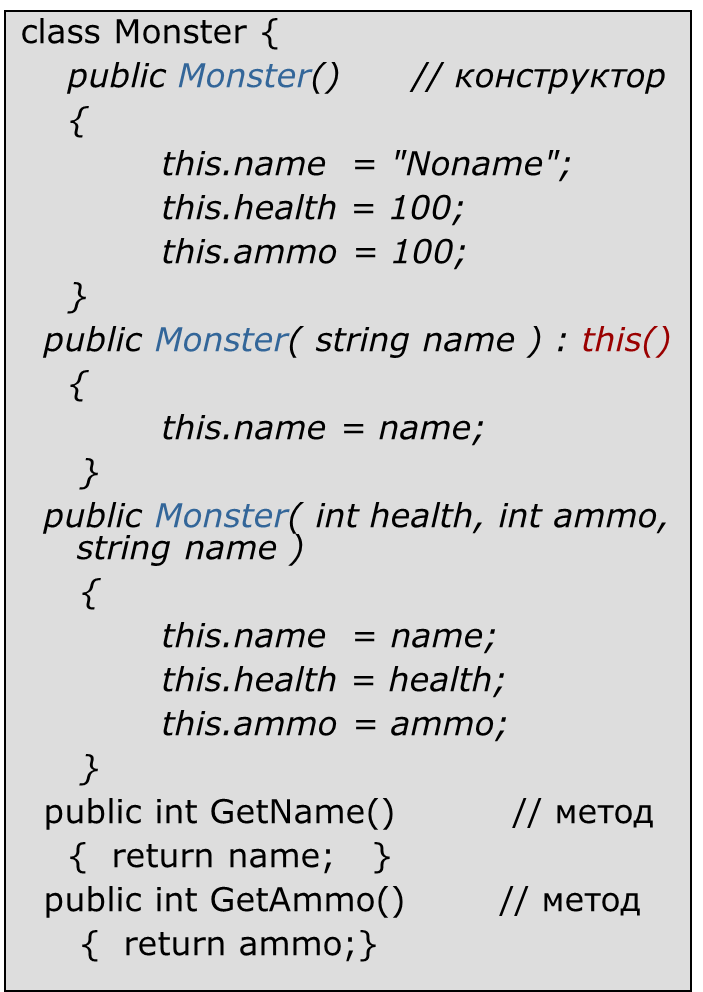 class Monster {
public Monster() // конструктор
{
this.name = "Noname";
this.health = 100;
this.ammo = 100;
}
public Monster( string name ) : this()
{
this.name = name;
}
public Monster( int health, int ammo,
string name )
{
this.name = name;
this.health = health;
this.ammo = ammo;
}
public int GetName() // метод
{ return name; }
public int GetAmmo() // метод
{ return ammo;}